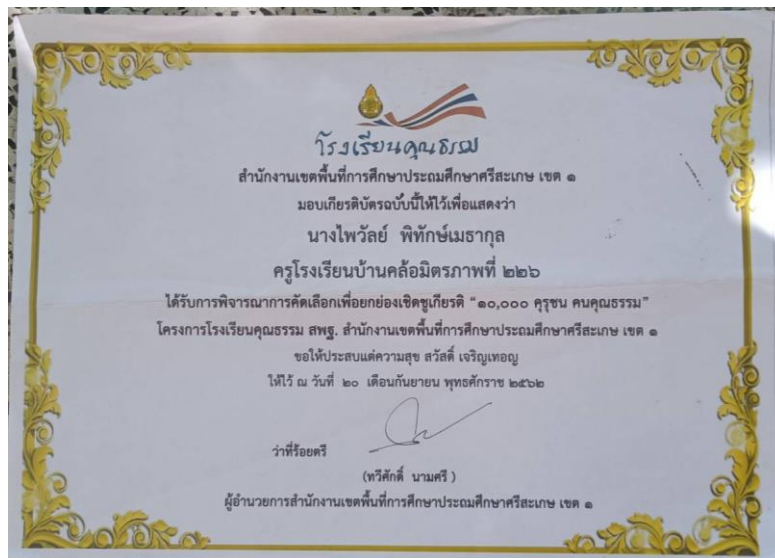 โรงเรียนคุณธรรม
สำนักงานเขตพื้นที่การศึกษาประถมศึกษาศรีสะเกษ เขต ๑
มอบเกียรติบัตรฉบับนี้ให้ไว้เพื่อแสดงว่า
นางไพวัลย์ พิทักษ์เมธากุล
ครูโรงเรียนบ้านคล้อมิตรภาพที่ ๒๒๖
ได้รับการพิจารณาการคัดเลือกเพื่อยกย่องเชิดชูเกียรติ “๑๐,๐๐๐ คุรุชน คนคุณธรรม”
โครงการโรงเรียนคุณธรรม สพฐ. สำนักงานเขตพื้นที่การศึกษาประถมศึกษาศรีสะเกษ เขต ๑
ขอให้ประสบแต่ความสุข สวัสดิ์ เจริญเทอญ
ให้ไว้ ณ วันที่ ๒๐ เดือนกันยายน พุทธศักราช ๒๕๖๒
ว่าที่ร้อยตรี
(ทวีศักดิ์ นามศรี )
ผู้อำนวยการสำนักงานเขตพื้นที่การศึกษาประถมศึกษาศรีสะเกษ เขต ๑